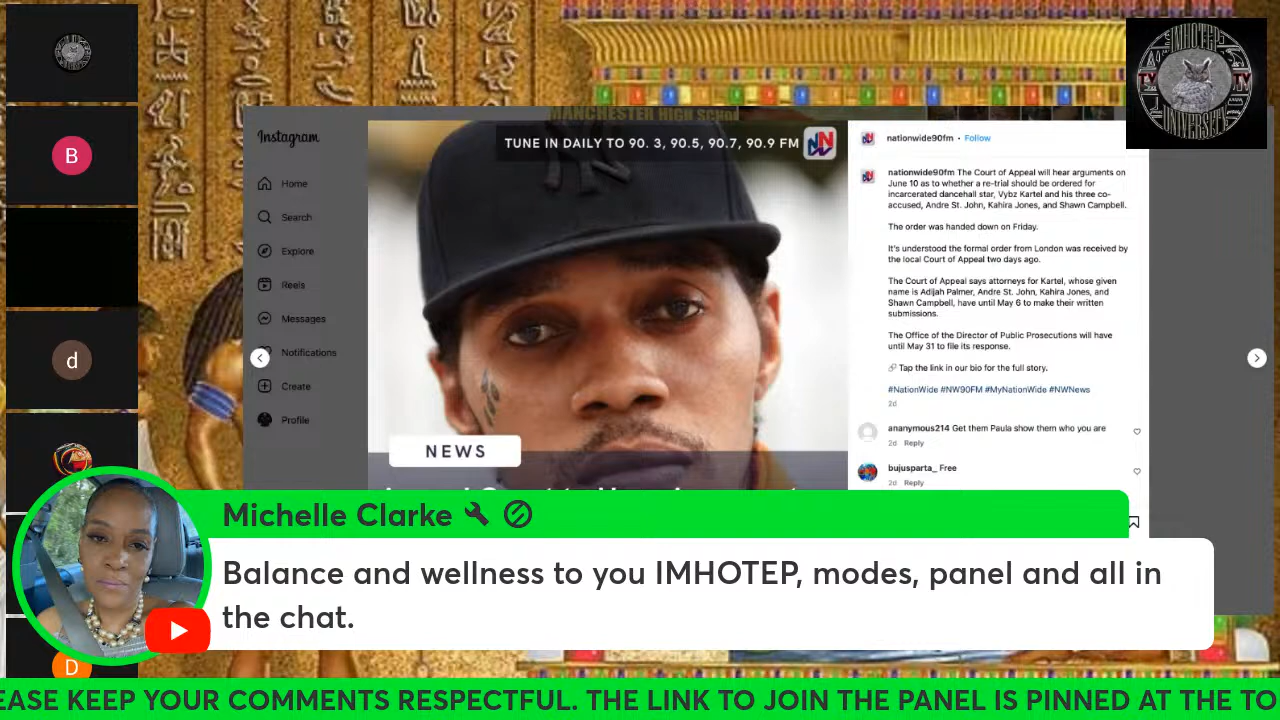 MANCHESTER HIGH SCHOOL
IMHOTEP
TV TV
UNIVERSE
B
d
D
Instagram
Home
Search
Explore
Reels
Messages
Notifications
Create
Profile
TUNE IN DAILY TO 90. 3, 90.5, 90.7, 90.9 FM
NEWS
nationwide90fm • Follow
nationwide90fm The Court of Appeal will hear arguments on
June 10 as to whether a re-trial should be ordered for
incarcerated dancehall star, Vybz Kartel and his three co-
accused, Andre St. John, Kahira Jones, and Shawn Campbell.
The order was handed down on Friday.
It's understood the formal order from London was received by
the local Court of Appeal two days ago.
The Court of Appeal says attorneys for Kartel, whose given
name is Adijah Palmer, Andre St. John, Kahira Jones, and
Shawn Campbell, have until May 6 to make their written
submissions.
The Office of the Director of Public Prosecutions will have
until May 31 to file its response.
🔗 Tap the link in our bio for the full story.
#NationWide #NW90FM #MyNationWide #NWNews
2d
ananymous214 Get them Paula show them who you are
2d Reply
bujusparta_ Free
2d Reply
Michelle Clarke
Balance and wellness to you IMHOTEP, modes, panel and all in
the chat.
EASE KEEP YOUR COMMENTS RESPECTFUL. THE LINK TO JOIN THE PANEL IS PINNED AT THE TO